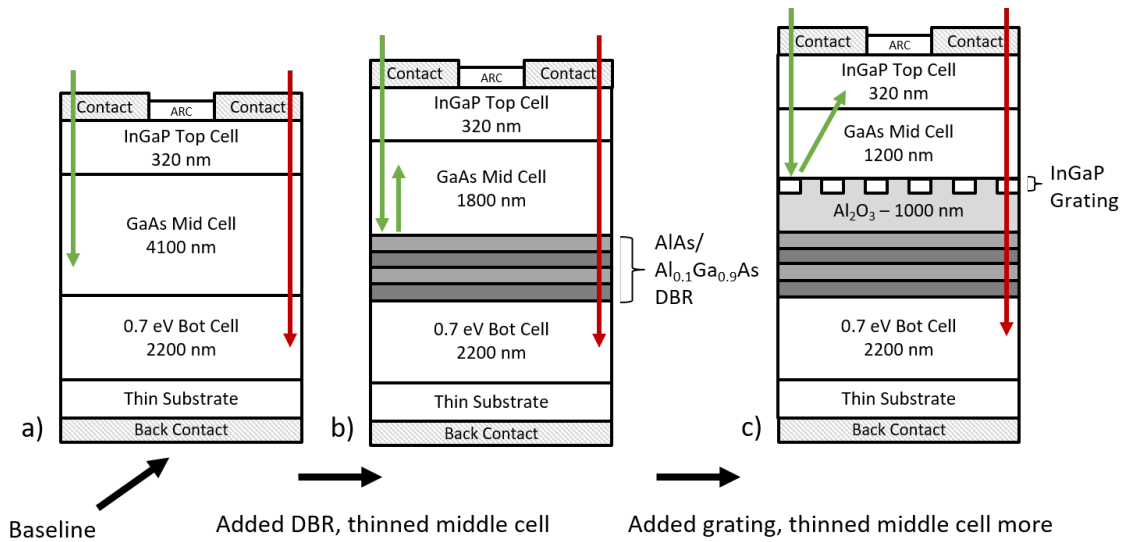 Contact
ARC
Contact
InGaP Top Cell
320 nm
GaAs Mid Cell
4100 nm
0.7 eV Bot Cell
2200 nm
Thin Substrate
Back Contact
a)
Contact
ARC
Contact
InGaP Top Cell
320 nm
GaAs Mid Cell
1800 nm
AlAs/
Al₀.₁Ga₀.₉As
DBR
0.7 eV Bot Cell
2200 nm
Thin Substrate
Back Contact
b)
Contact
ARC
Contact
InGaP Top Cell
320 nm
GaAs Mid Cell
1200 nm
InGaP
Grating
Al₂O₃ – 1000 nm
0.7 eV Bot Cell
2200 nm
Thin Substrate
Back Contact
c)
Baseline
Added DBR, thinned middle cell
Added grating, thinned middle cell more